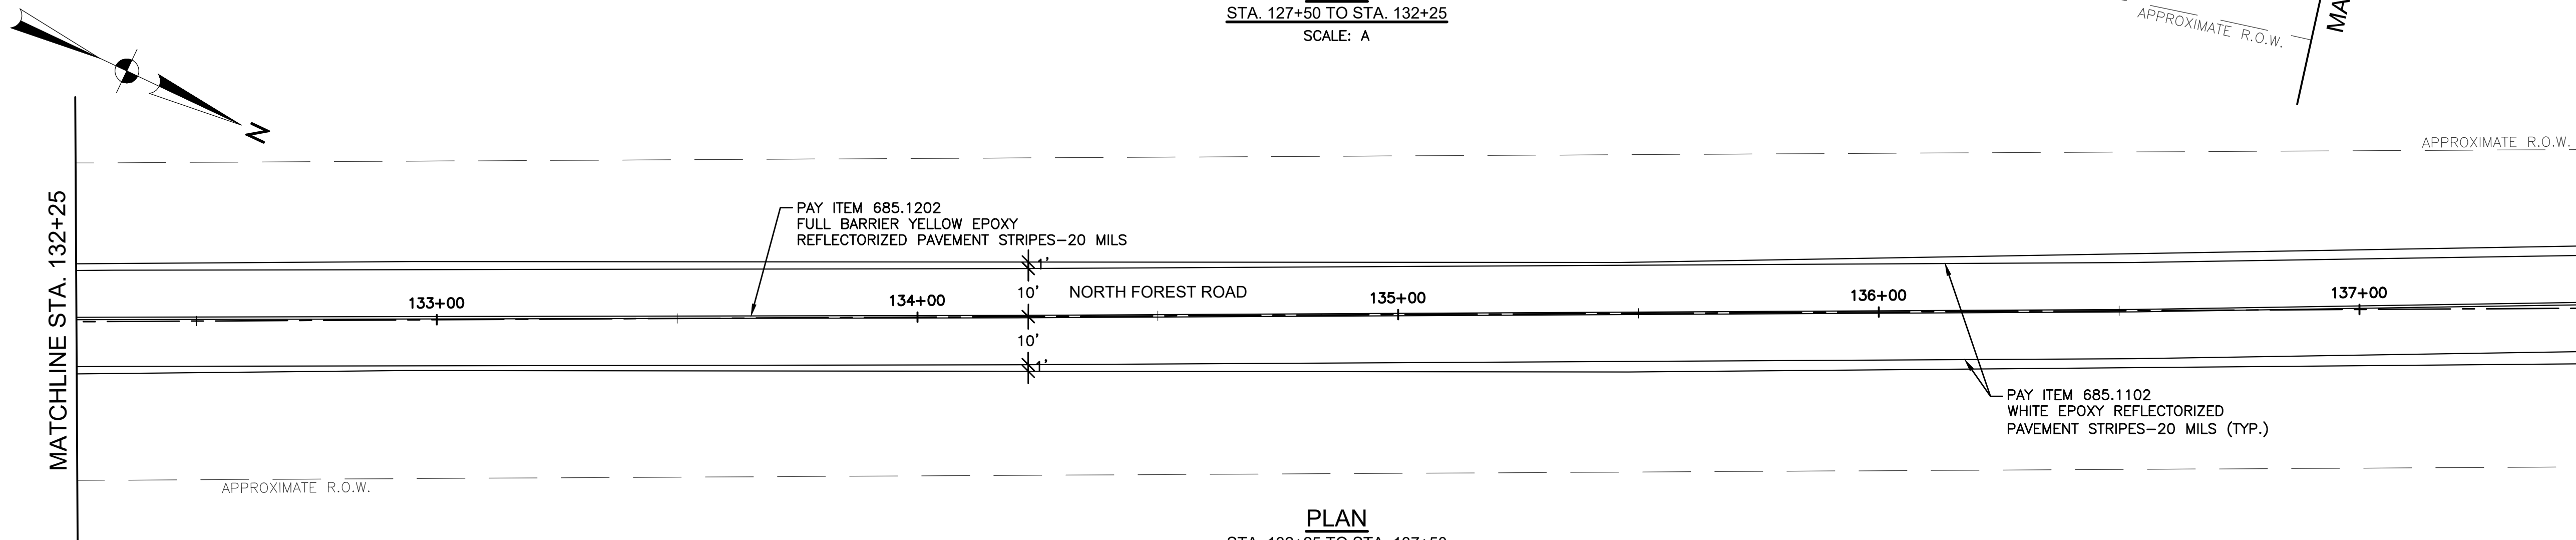 STA. 127+50 TO STA. 132+25
SCALE: A
APPROXIMATE R.O.W.
N
APPROXIMATE R.O.W.
MATCHLINE STA. 132+25
PAY ITEM 685.1202
FULL BARRIER YELLOW EPOXY
REFLECTORIZED PAVEMENT STRIPES-20 MILS
1'
10'
NORTH FOREST ROAD
133+00
134+00
135+00
136+00
137+00
10'
1'
PAY ITEM 685.1102
WHITE EPOXY REFLECTORIZED
PAVEMENT STRIPES-20 MILS (TYP.)
APPROXIMATE R.O.W.
PLAN